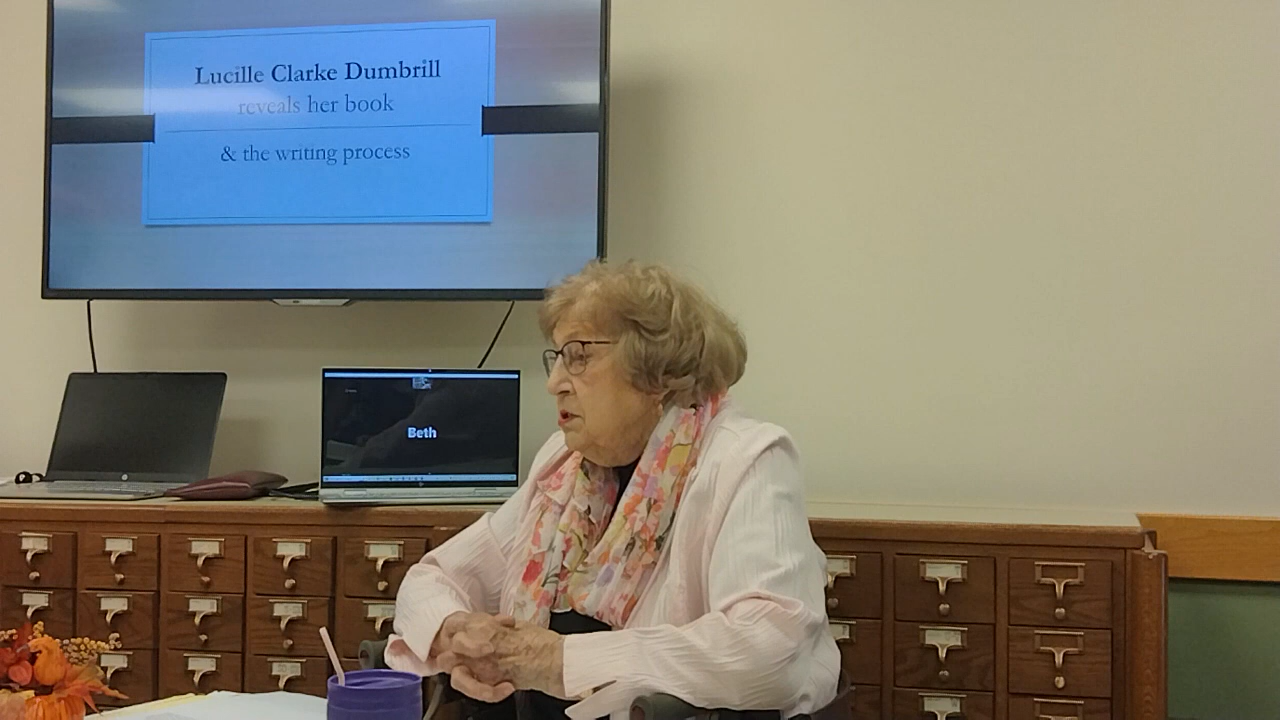 Lucille Clarke Dumbrill
reveals her book
& the writing process
Beth